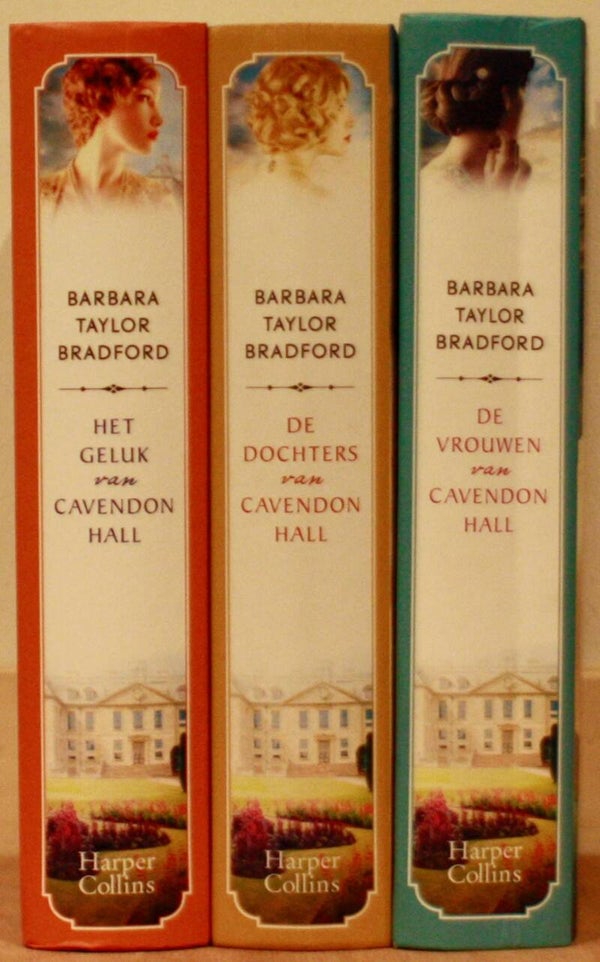 BARBARA
TAYLOR
BRADFORD
HET
GELUK
van
CAVENDON
HALL
Harper
Collins
BARBARA
TAYLOR
BRADFORD
DE
DOCHTERS
van
CAVENDON
HALL
Harper
Collins
BARBARA
TAYLOR
BRADFORD
DE
VROUWEN
van
CAVENDON
HALL
Harper
Collins